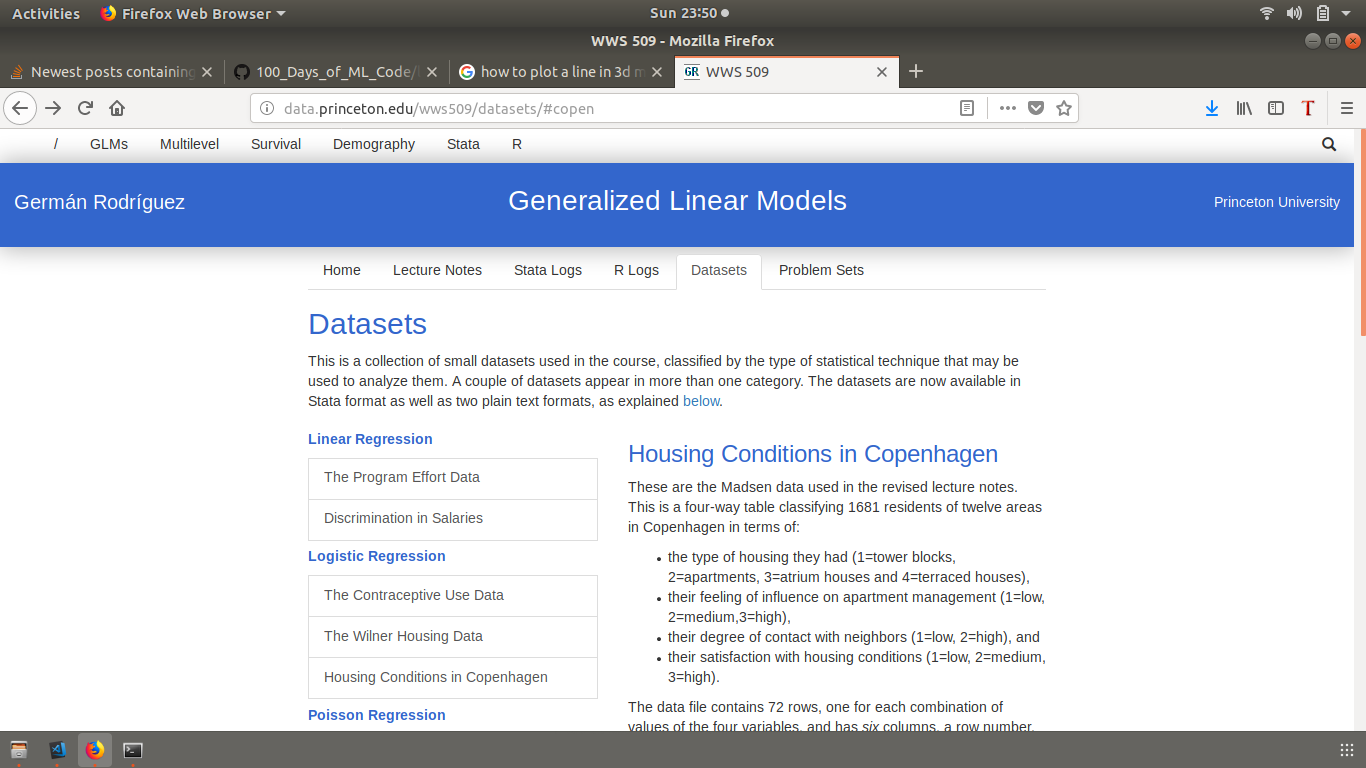 Activities Firefox Web Browser Sun 23:50
WWS 509 - Mozilla Firefox
Newest posts containing 100_Days_of_ML_Code/ how to plot a line in 3d m WWS 509
data.princeton.edu/wws509/datasets/#copen
/ GLMs Multilevel Survival Demography Stata R
Germán Rodríguez Generalized Linear Models Princeton University
Home Lecture Notes Stata Logs R Logs Datasets Problem Sets
Datasets
This is a collection of small datasets used in the course, classified by the type of statistical technique that may be
used to analyze them. A couple of datasets appear in more than one category. The datasets are now available in
Stata format as well as two plain text formats, as explained below.
Linear Regression
The Program Effort Data
Discrimination in Salaries
Logistic Regression
The Contraceptive Use Data
The Wilner Housing Data
Housing Conditions in Copenhagen
Poisson Regression
Housing Conditions in Copenhagen
These are the Madsen data used in the revised lecture notes.
This is a four-way table classifying 1681 residents of twelve areas
in Copenhagen in terms of:
• the type of housing they had (1=tower blocks,
2=apartments, 3=atrium houses and 4=terraced houses),
• their feeling of influence on apartment management (1=low,
2=medium,3=high),
• their degree of contact with neighbors (1=low, 2=high), and
• their satisfaction with housing conditions (1=low, 2=medium,
3=high).
The data file contains 72 rows, one for each combination of
values of the four variables, and has six columns, a row number,